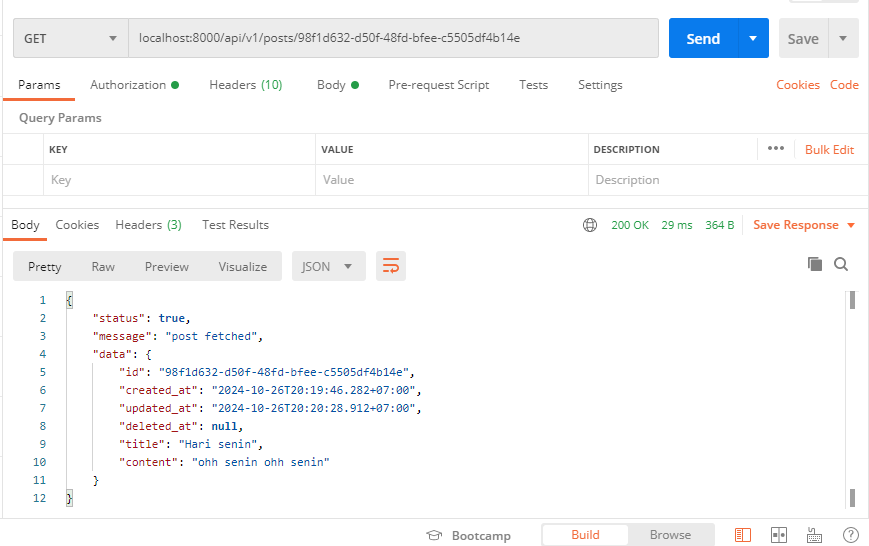 GET localhost:8000/api/v1/posts/98f1d632-d50f-48fd-bfee-c5505df4b14e Send Save
Params Authorization Headers (10) Body Pre-request Script Tests Settings Cookies Code
Query Params
KEY VALUE DESCRIPTION ••• Bulk Edit
Key Value Description
Body Cookies Headers (3) Test Results 200 OK 29 ms 364 B Save Response
Pretty Raw Preview Visualize JSON
1 {
2 "status": true,
3 "message": "post fetched",
4 "data": {
5 "id": "98f1d632-d50f-48fd-bfee-c5505df4b14e",
6 "created_at": "2024-10-26T20:19:46.282+07:00",
7 "updated_at": "2024-10-26T20:20:28.912+07:00",
8 "deleted_at": null,
9 "title": "Hari senin",
10 "content": "ohh senin ohh senin"
11 }
12 }
Bootcamp Build Browse ?